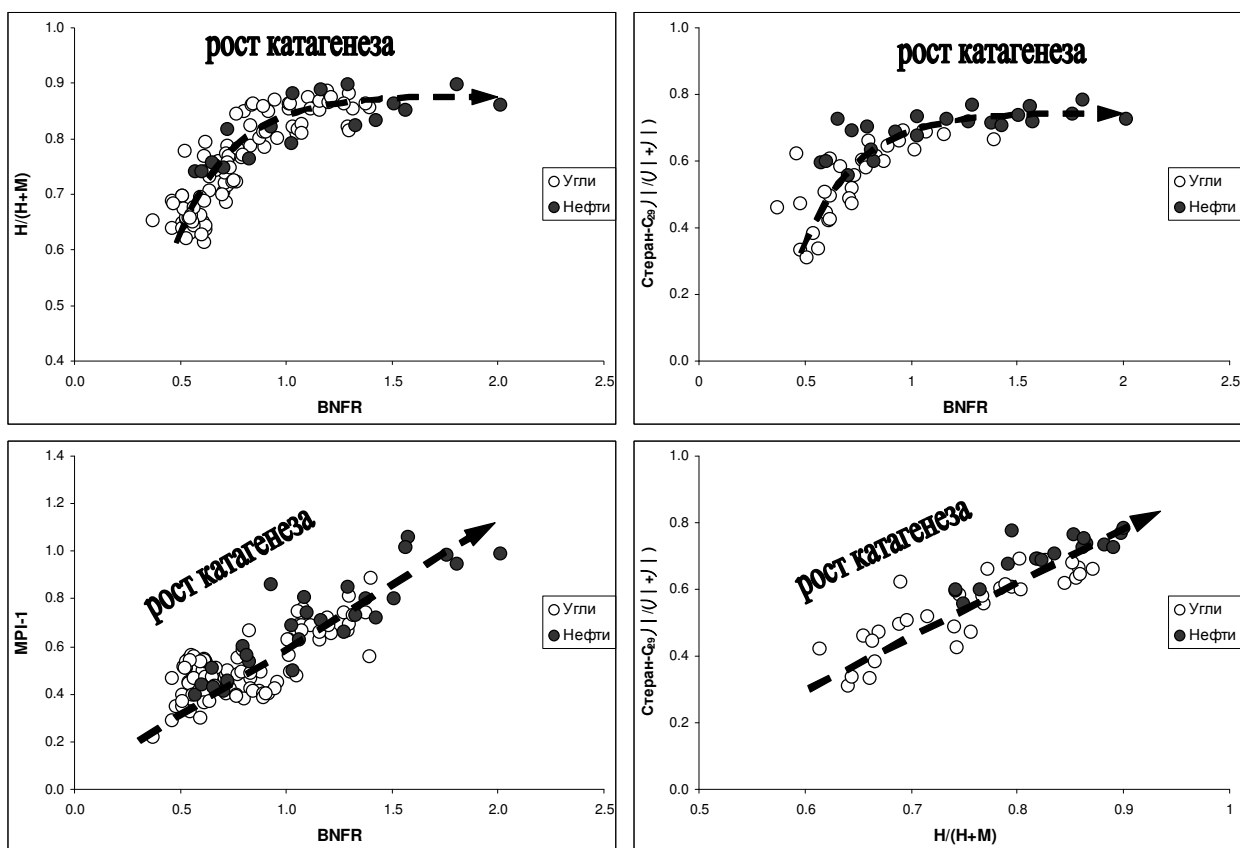 рост катагенеза
H/(H+M)
1.0
0.9
0.8
0.7
0.6
0.5
0.4
0.0 0.5 1.0 1.5 2.0 2.5
BNFR
Угли
Нефти
рост катагенеза
1.0
0.8
0.6
0.4
0.2
0.0
0 0.5 1 1.5 2 2.5
BNFR
Угли
Нефти
рост катагенеза
MPI-1
1.4
1.2
1.0
0.8
0.6
0.4
0.2
0.0
0.0 0.5 1.0 1.5 2.0 2.5
BNFR
Угли
Нефти
рост катагенеза
1.0
0.8
0.6
0.4
0.2
0.0
0.5 0.6 0.7 0.8 0.9 1
H/(H+M)
Угли
Нефти